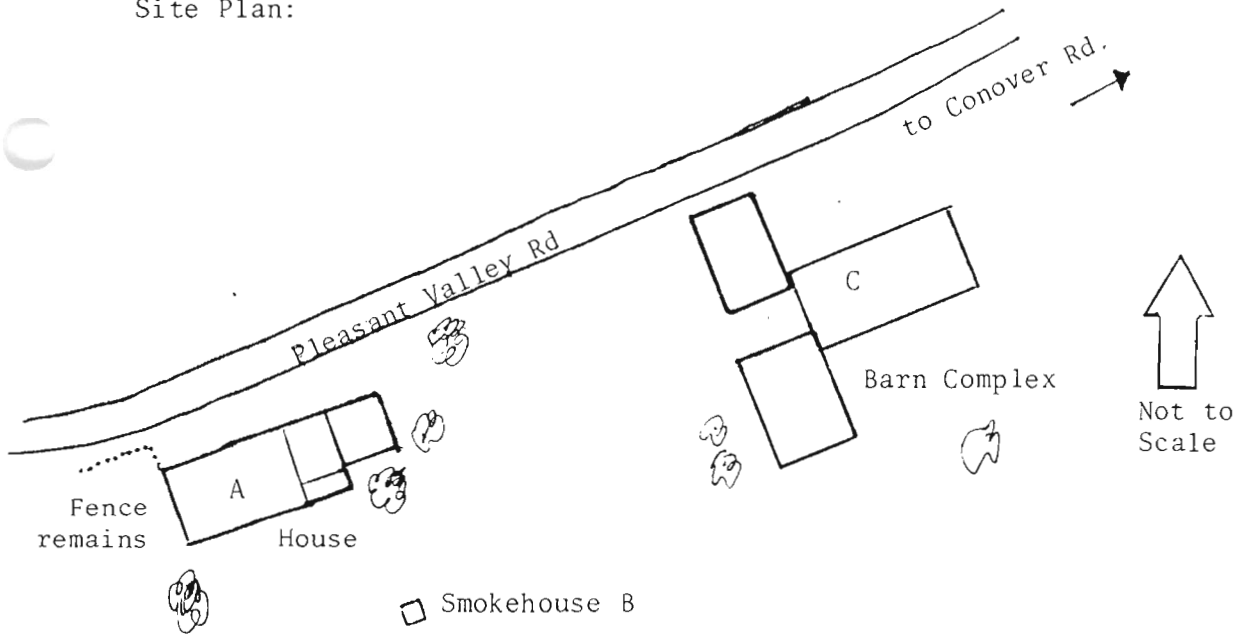 Site Plan:
to Conover Rd.
Pleasant Valley Rd
C
Barn Complex
Not to
Scale
A
Fence
remains
House
Smokehouse B